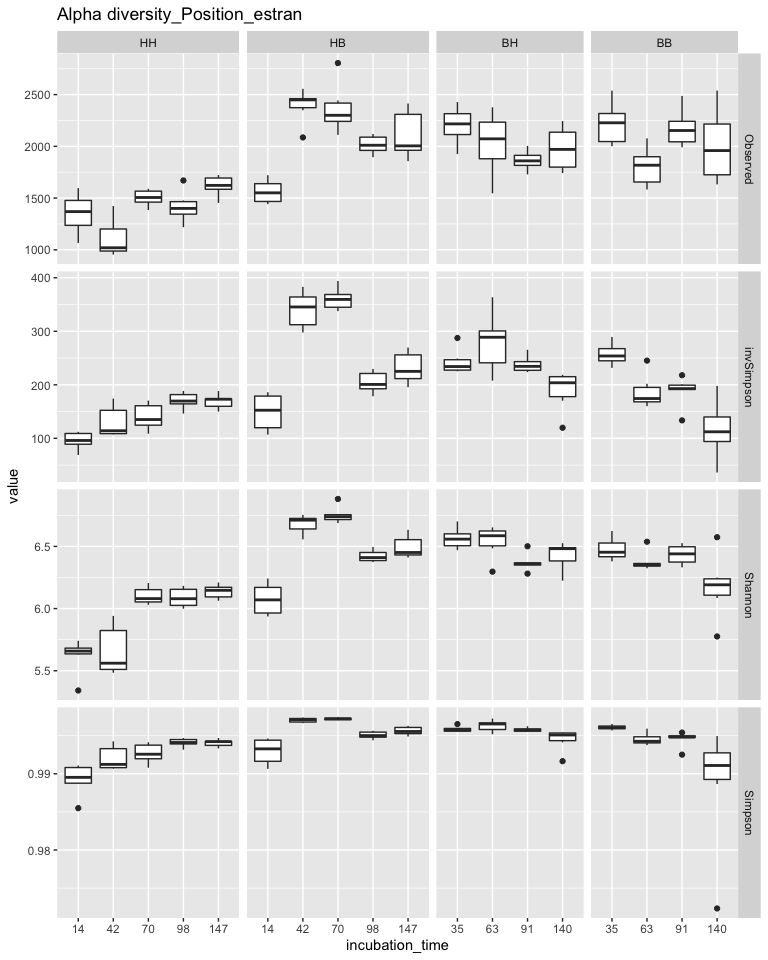 Alpha diversity_Position_estran
HH HB BH BB
2500
2000
1500
1000
Observed
400
300
200
100
invSimpson
value
6.5
6.0
5.5
Shannon
0.99
0.98
Simpson
14 42 70 98 147 14 42 70 98 147 35 63 91 140 35 63 91 140
incubation_time